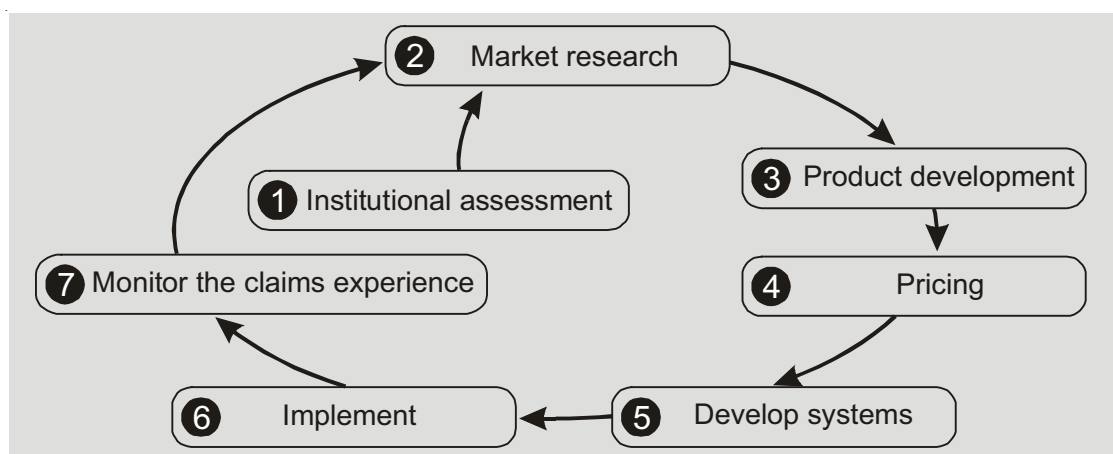 2 Market research
1 Institutional assessment
3 Product development
7 Monitor the claims experience
4 Pricing
6 Implement
5 Develop systems